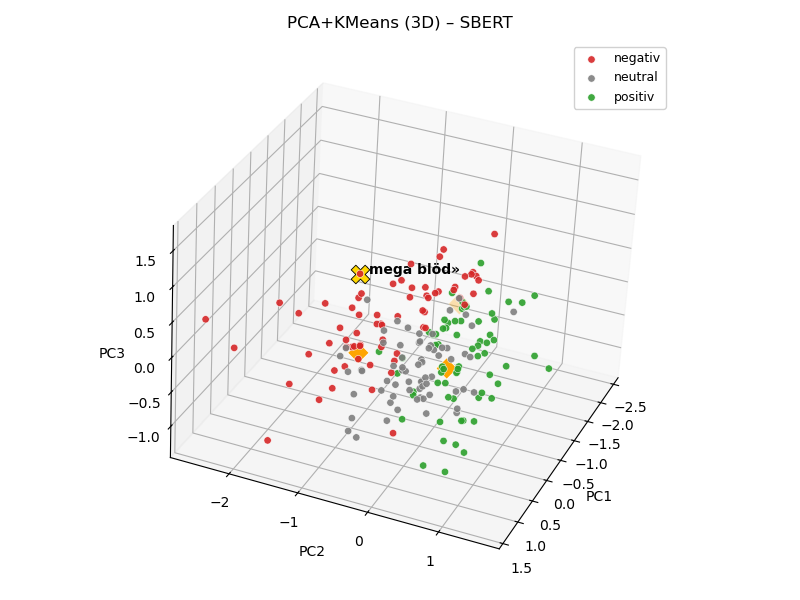 PCA+KMeans (3D) – SBERT
negativ
neutral
positiv
mega blöd»
PC3
1.5
1.0
0.5
0.0
−0.5
−1.0
PC2
−2
−1
0
1
PC1
−2.5
−2.0
−1.5
−1.0
−0.5
0.0
0.5
1.0
1.5